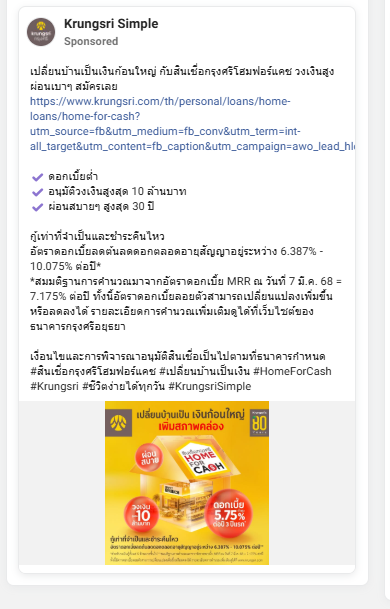 Krungsri Simple
Sponsored
เปลี่ยนบ้านเป็นเงินก้อนใหญ่ กับสินเชื่อกรุงศรีโฮมฟอร์แคช วงเงินสูง
ผ่อนเบาๆ สมัครเลย
https://www.krungsri.com/th/personal/loans/home-
loans/home-for-cash?
utm_source=fb&utm_medium=fb_conv&utm_term=int-
all_target&utm_content=fb_caption&utm_campaign=awo_lead_hl
ดอกเบี้ยต่ำ
อนุมัติวงเงินสูงสุด 10 ล้านบาท
ผ่อนสบายๆ สูงสุด 30 ปี
กู้เท่าที่จำเป็นและชำระคืนไหว
อัตราดอกเบี้ยลดต้นลดดอกตลอดอายุสัญญาอยู่ระหว่าง 6.387% -
10.075% ต่อปี*
*สมมติฐานการคำนวณมาจากอัตราดอกเบี้ย MRR ณ วันที่ 7 มี.ค. 68 =
7.175% ต่อปี ทั้งนี้อัตราดอกเบี้ยลอยตัวสามารถเปลี่ยนแปลงเพิ่มขึ้น
หรือลดลงได้ รายละเอียดการคำนวณเพิ่มเติมดูได้ที่เว็บไซต์ของ
ธนาคารกรุงศรีอยุธยา
เงื่อนไขและการพิจารณาอนุมัติสินเชื่อเป็นไปตามที่ธนาคารกำหนด
#สินเชื่อกรุงศรีโฮมฟอร์แคช #เปลี่ยนบ้านเป็นเงิน #HomeForCash
#Krungsri #ชีวิตง่ายได้ทุกวัน #KrungsriSimple
เปลี่ยนบ้านเป็น เงินก้อนใหญ่
เพิ่มสภาพคล่อง
80
ผ่อน
สบาย
HOME
FOR
CASH
วงเงิน
10
ล้านบาท
ดอกเบี้ย
5.75%
ต่อปี 3 ปีแรก
กู้เท่าที่จำเป็นและชำระคืนไหว